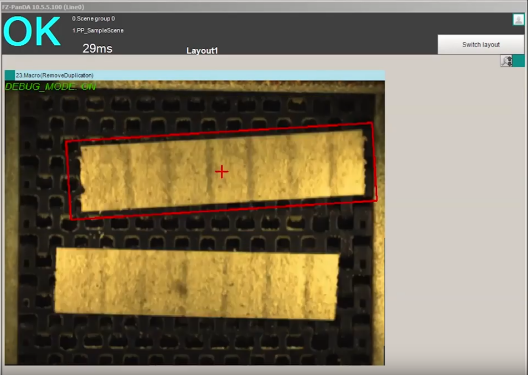 FZ-PanDA 10.5.5.100 (Line0)
OK
0.Scene group 0
1.PP_SampleScene
29ms
Layout1
Switch layout
23.Macro(RemoveDuplication)
DEBUG_MODE ON